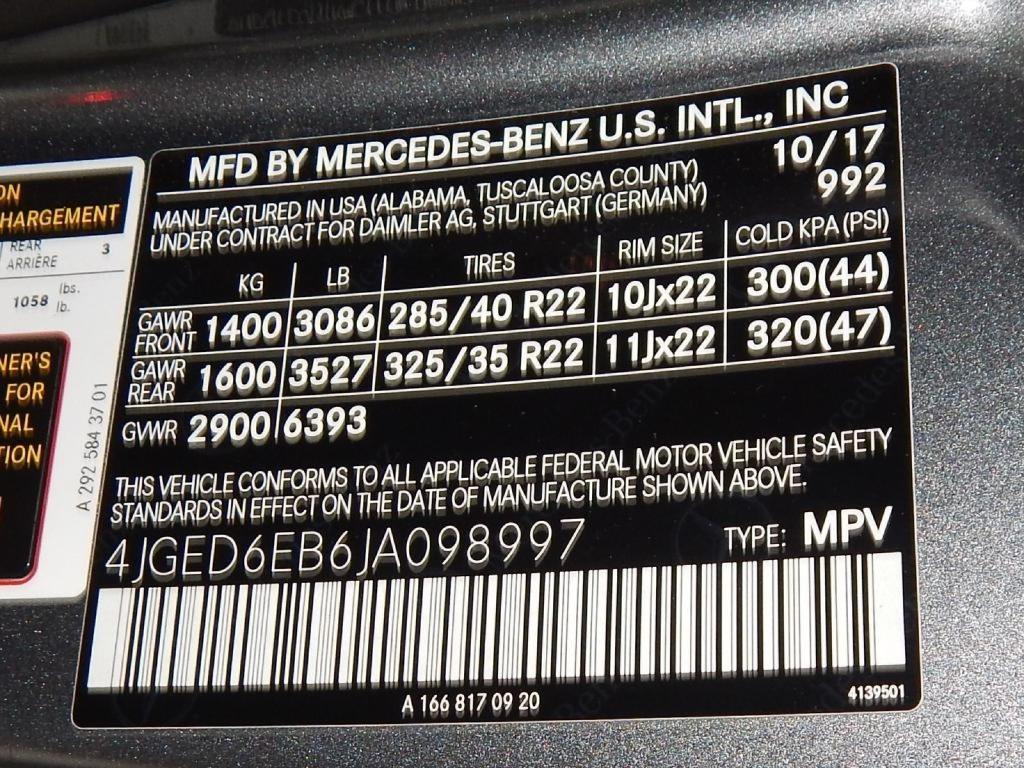 MFD BY MERCEDES-BENZ U.S. INTL., INC
10/17
992
MANUFACTURED IN USA (ALABAMA, TUSCALOOSA COUNTY)
UNDER CONTRACT FOR DAIMLER AG, STUTTGART (GERMANY)
KG LB TIRES RIM SIZE COLD KPA (PSI)
GAWR FRONT 1400 3086 285/40 R22 10Jx22 300(44)
GAWR REAR 1600 3527 325/35 R22 11Jx22 320(47)
GVWR 2900 6393
THIS VEHICLE CONFORMS TO ALL APPLICABLE FEDERAL MOTOR VEHICLE SAFETY
STANDARDS IN EFFECT ON THE DATE OF MANUFACTURE SHOWN ABOVE.
4JGED6EB6JA098997 TYPE: MPV
A 166 817 09 20
4139501
ON
HARGEMENT
REAR
ARRIÈRE 3
1058 lbs.
lb.
NER'S
FOR
NAL
TION
A 292 584 37 01